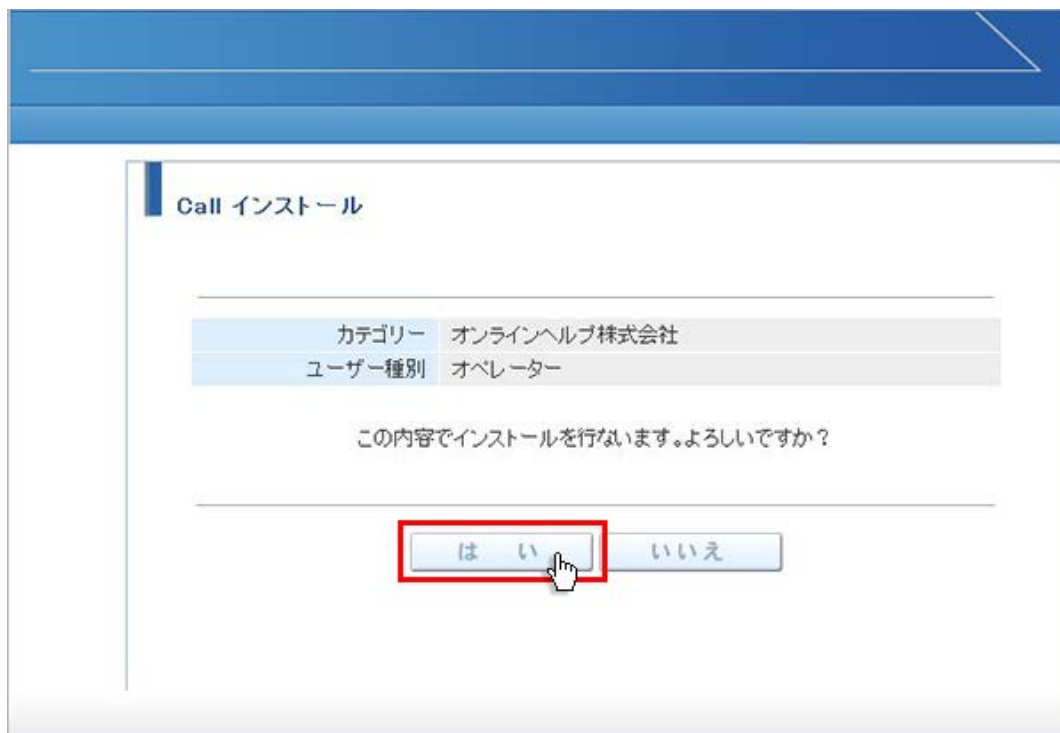 Call インストール
カテゴリー オンラインヘルプ株式会社
ユーザー種別 オペレーター
この内容でインストールを行ないます。よろしいですか？
はい いいえ